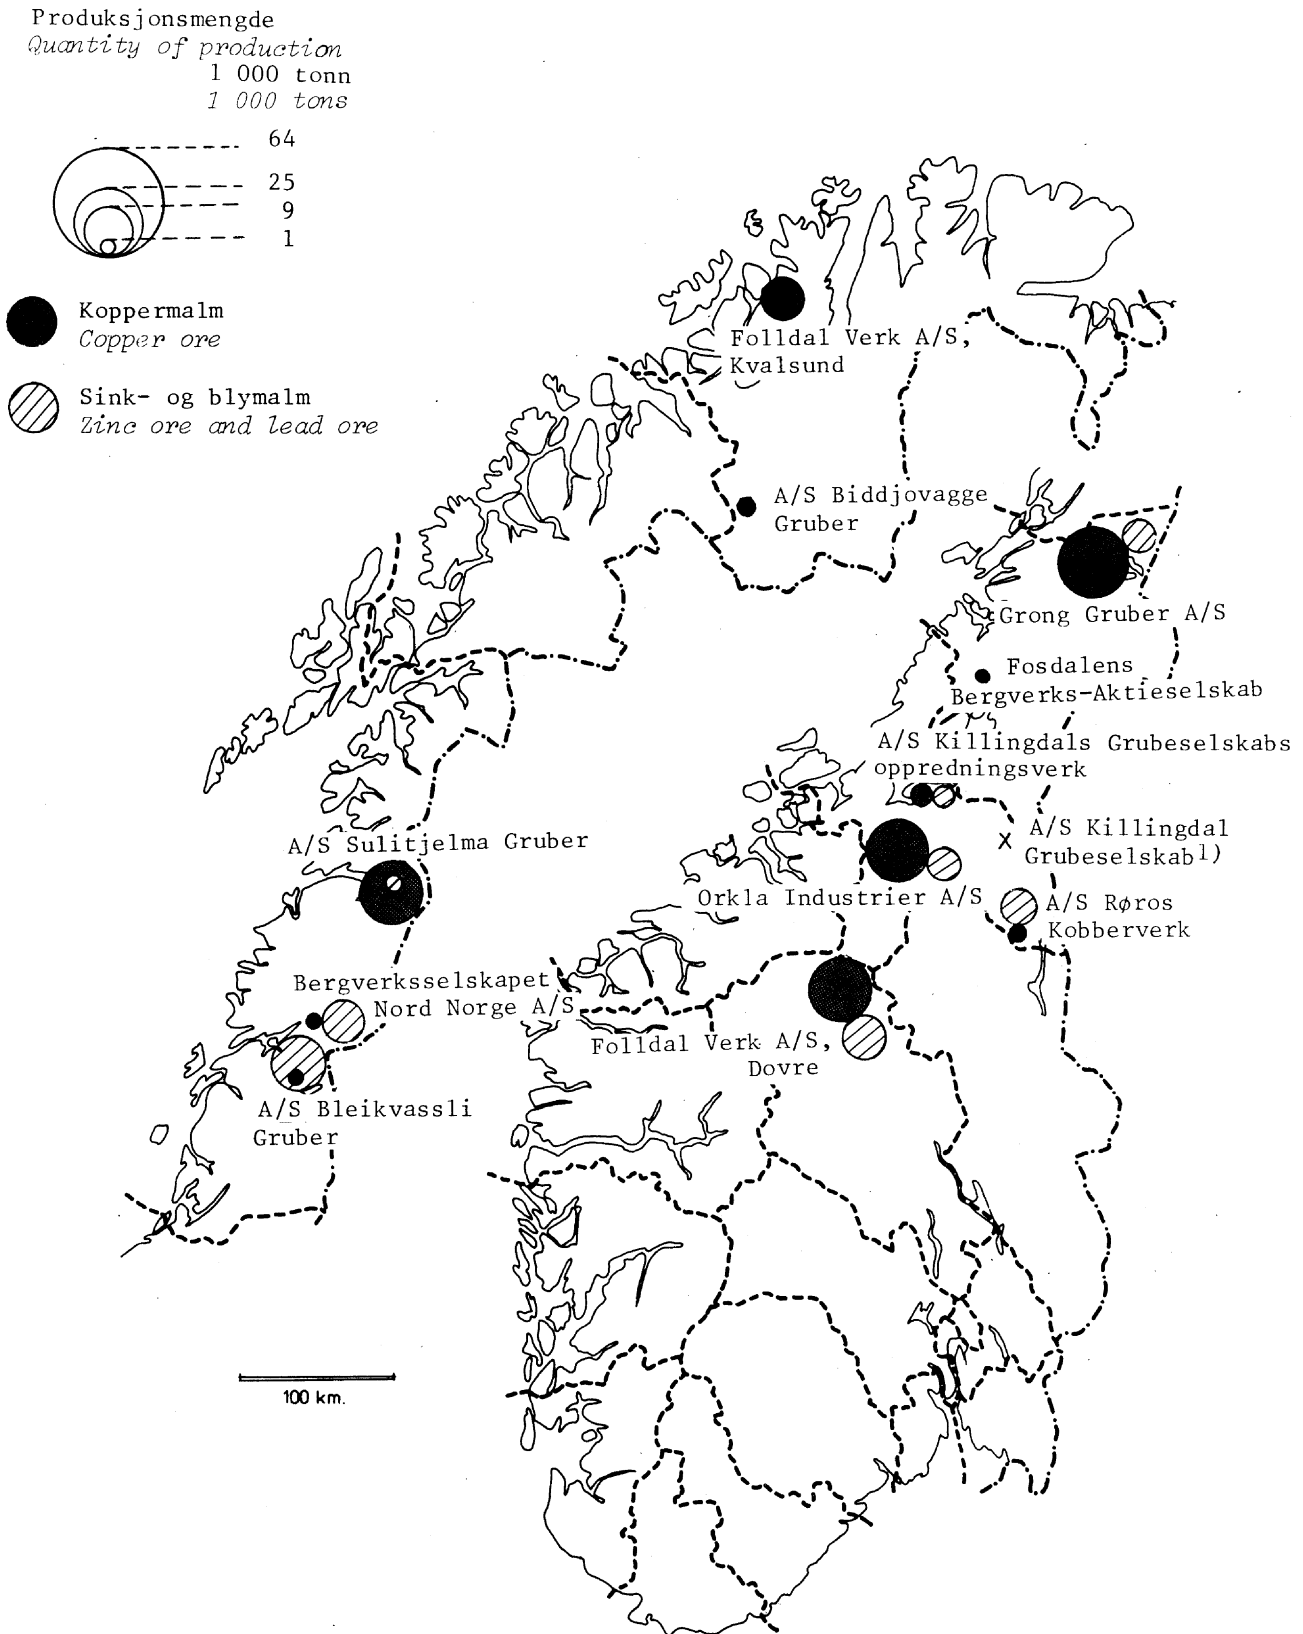 Produksjonsmengde
Quantity of production
1 000 tonn
1 000 tons
64
25
9
1
Koppermalm
Copper ore
Sink- og blymalm
Zinc ore and lead ore
Folldal Verk A/S,
Kvalsund
A/S Biddjovagge
Gruber
Grong Gruber A/S
Fosdalens
Bergverks-Aktieselskab
A/S Killingdals Grubeselskabs
oppredningsverk
A/S Killingdal
Grubeselskab1)
A/S Sulitjelma Gruber
Orkla Industrier A/S
A/S Røros
Kobberverk
Bergverksselskapet
Nord Norge A/S
Folldal Verk A/S,
Dovre
A/S Bleikvassli
Gruber
100 km.